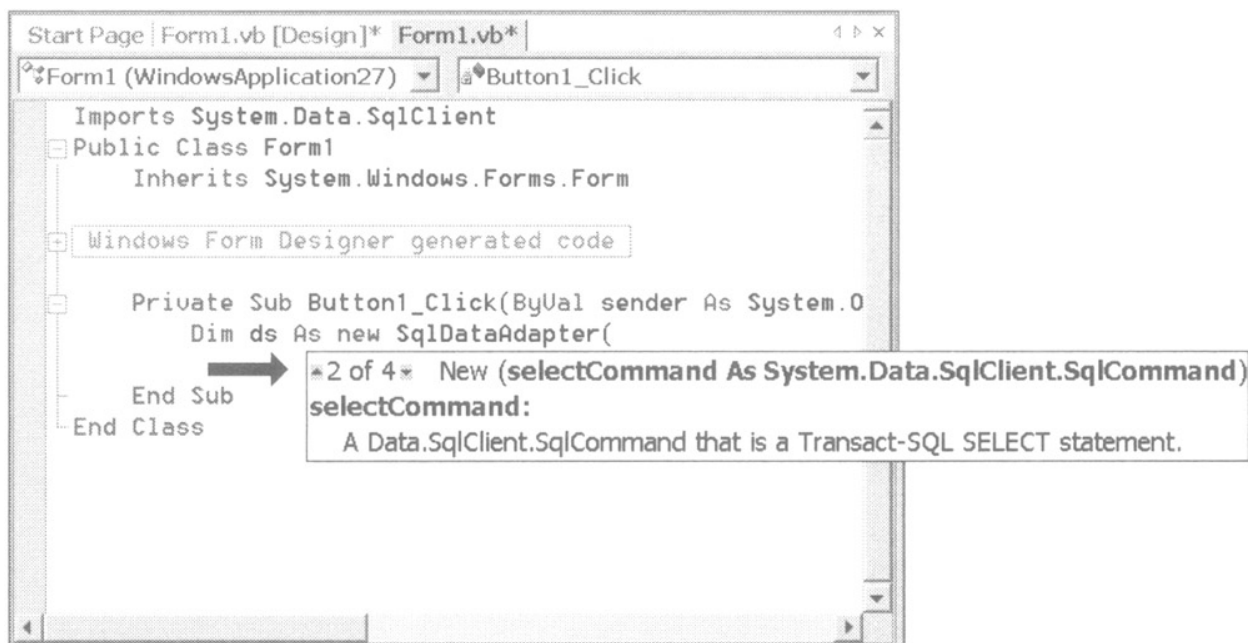 Start Page Form1.vb [Design]* Form1.vb*
Form1 (WindowsApplication27) Button1_Click
Imports System.Data.SqlClient
Public Class Form1
Inherits System.Windows.Forms.Form
Windows Form Designer generated code
Private Sub Button1_Click(ByVal sender As System.O
Dim ds As new SqlDataAdapter(
2 of 4 New (selectCommand As System.Data.SqlClient.SqlCommand)
End Sub
selectCommand:
End Class
A Data.SqlClient.SqlCommand that is a Transact-SQL SELECT statement.